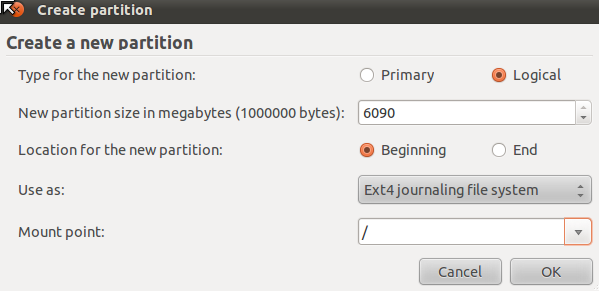 Create partition
Create a new partition
Type for the new partition: Primary Logical
New partition size in megabytes (1000000 bytes): 6090
Location for the new partition: Beginning End
Use as: Ext4 journaling file system
Mount point: /
Cancel OK